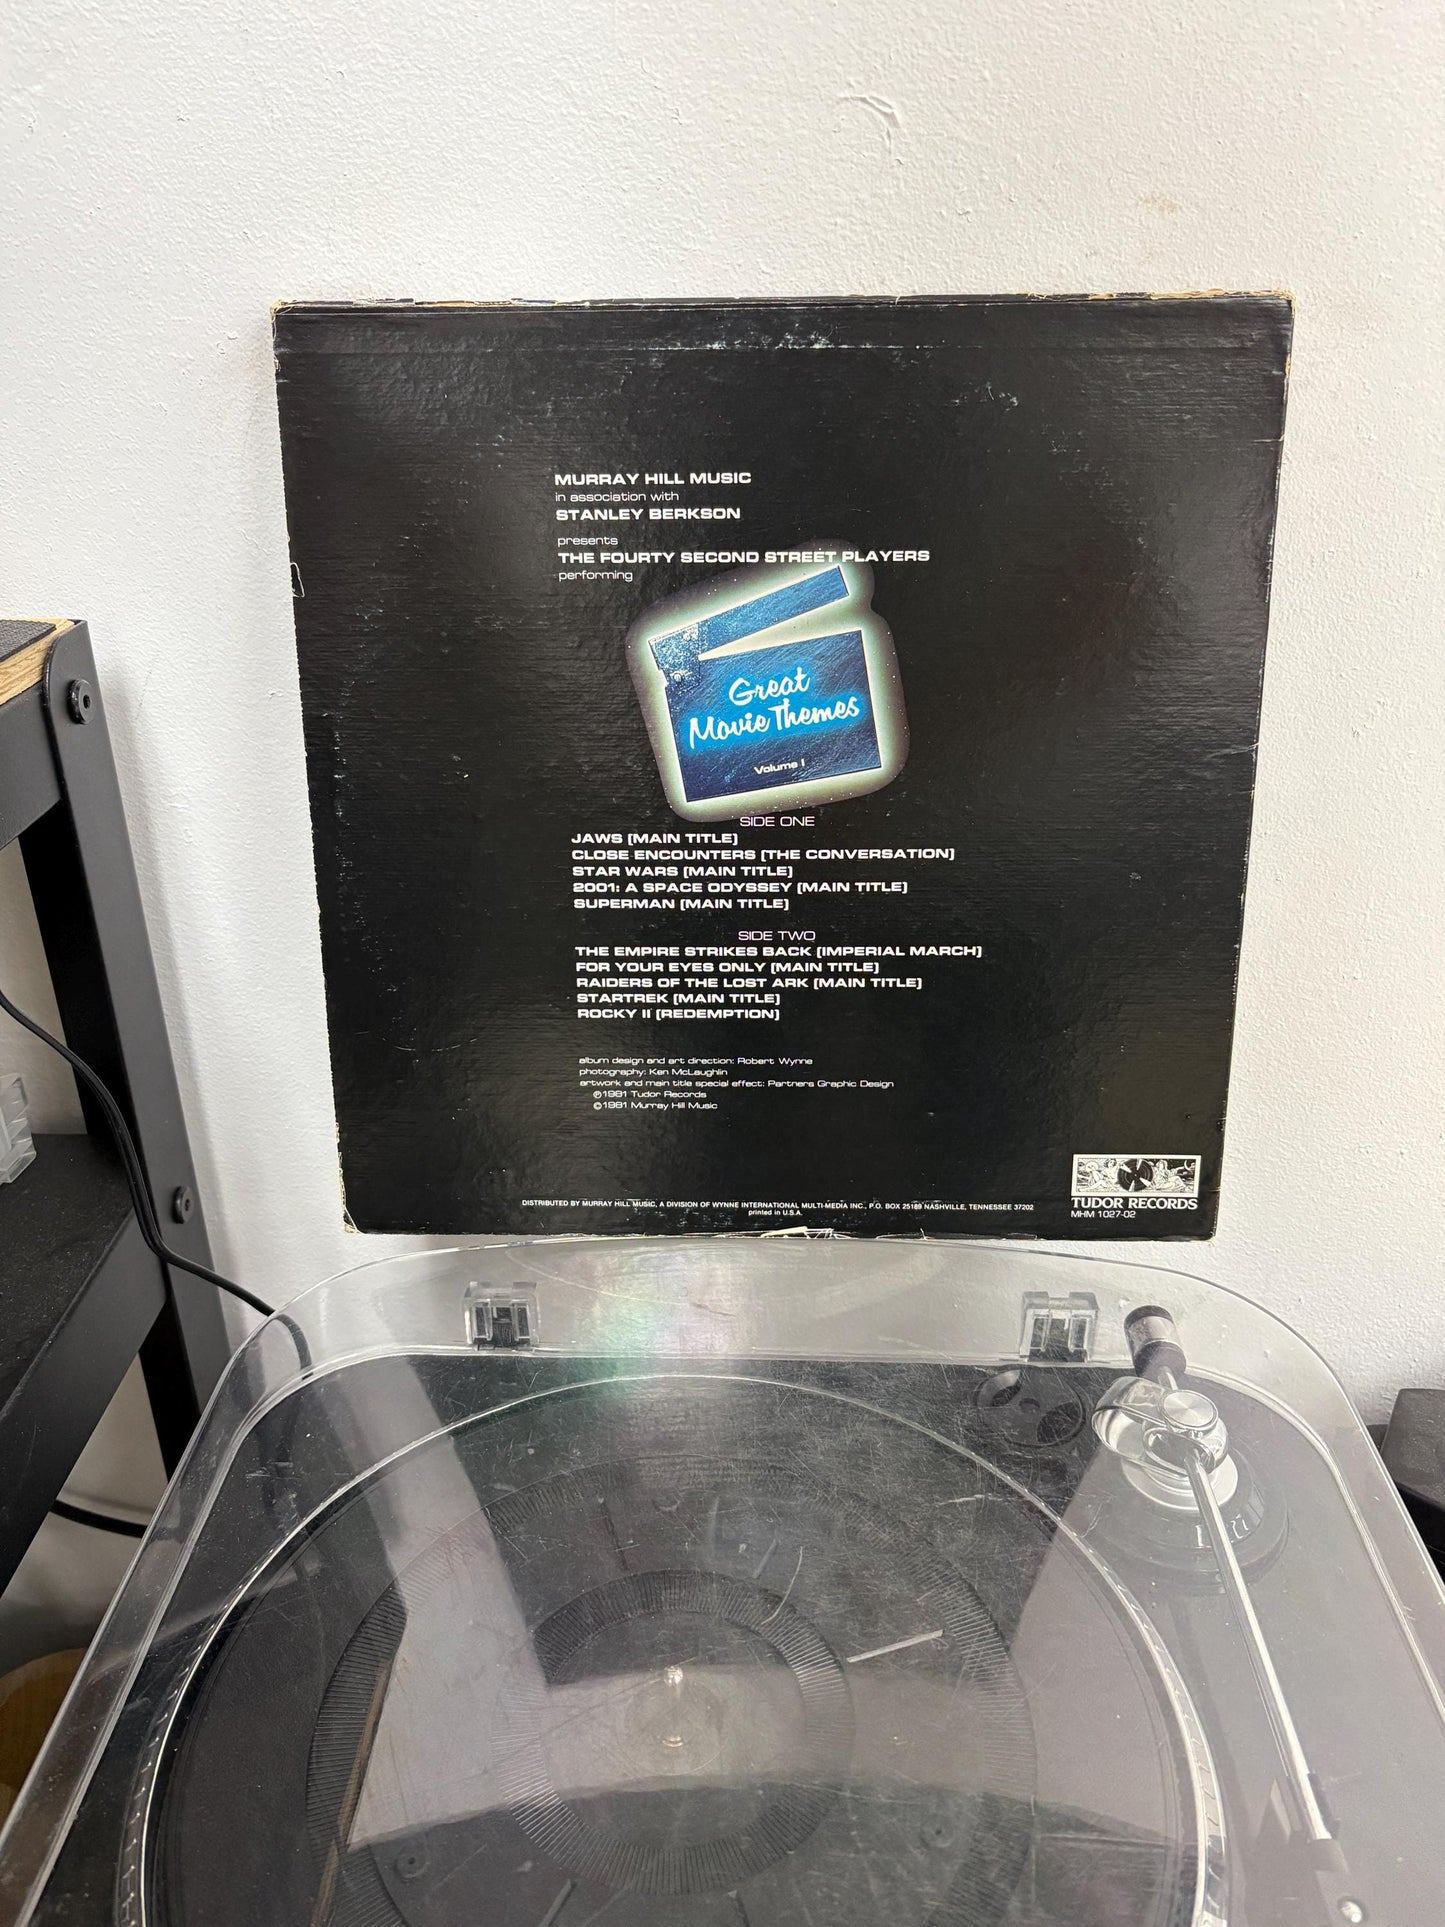 MURRAY HILL MUSIC
in association with
STANLEY BERKSON
presents
THE FOURTY SECOND STREET PLAYERS
performing
Great
Movie Themes
Volume I
SIDE ONE
JAWS (MAIN TITLE)
CLOSE ENCOUNTERS (THE CONVERSATION)
STAR WARS (MAIN TITLE)
2001: A SPACE ODYSSEY (MAIN TITLE)
SUPERMAN (MAIN TITLE)
SIDE TWO
THE EMPIRE STRIKES BACK (IMPERIAL MARCH)
FOR YOUR EYES ONLY (MAIN TITLE)
RAIDERS OF THE LOST ARK (MAIN TITLE)
STARTREK (MAIN TITLE)
ROCKY II (REDEMPTION)
album design and art direction: Robert Wynne
photography: Ken McLaughlin
artwork and main title special effect: Partners Graphic Design
℗1981 Tudor Records
©1981 Murray Hill Music
DISTRIBUTED BY MURRAY HILL MUSIC, A DIVISION OF WYNNE INTERNATIONAL MULTI-MEDIA INC., P.O. BOX 25189 NASHVILLE, TENNESSEE 37202
printed in U.S.A.
TUDOR RECORDS
MHM 1027-02